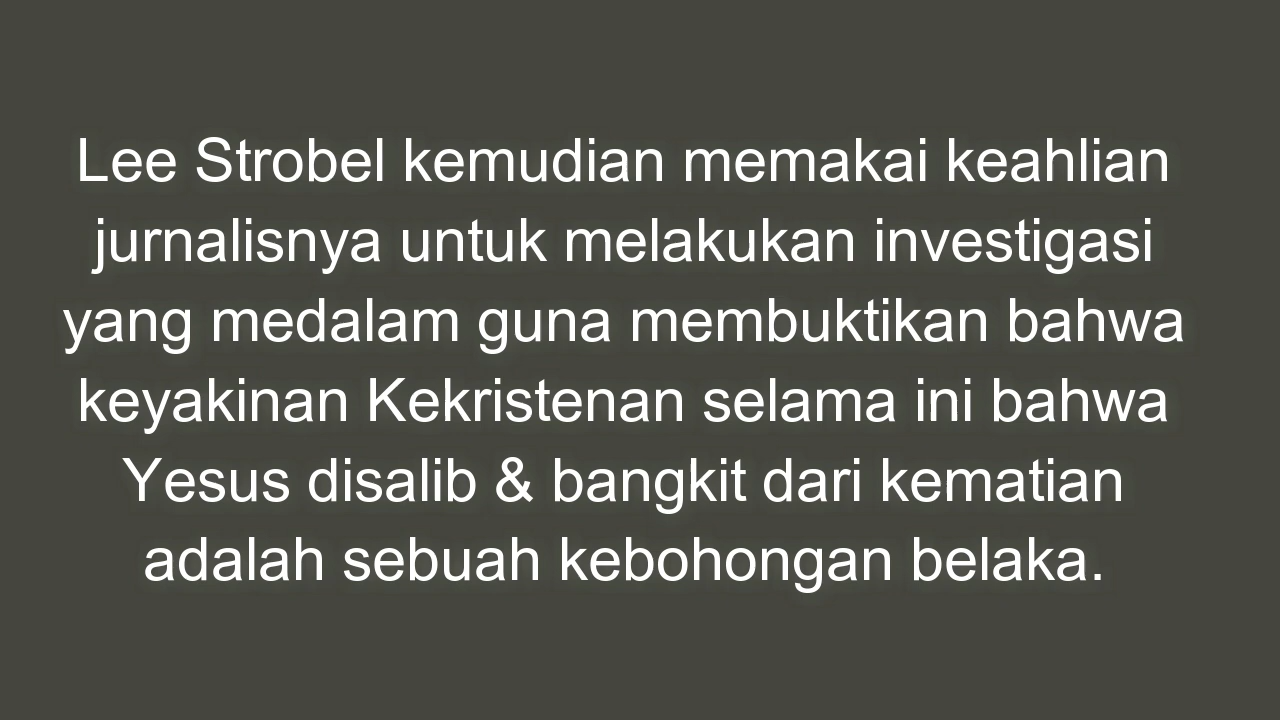 Lee Strobel kemudian memakai keahlian
jurnalisnya untuk melakukan investigasi
yang medalam guna membuktikan bahwa
keyakinan Kekristenan selama ini bahwa
Yesus disalib & bangkit dari kematian
adalah sebuah kebohongan belaka.